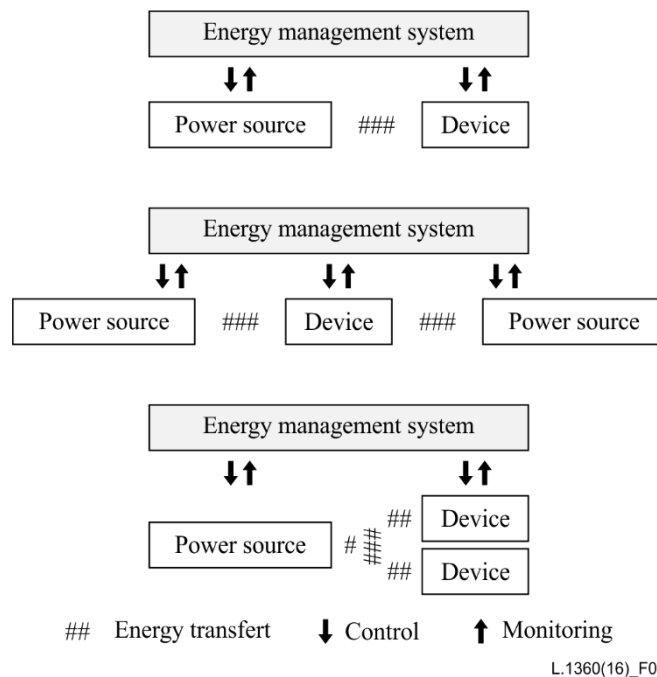 Energy management system
Power source ### Device
Energy management system
Power source ### Device ### Power source
Energy management system
## Device
Power source #
## Device
## Energy transfert Control Monitoring
L.1360(16)_F0